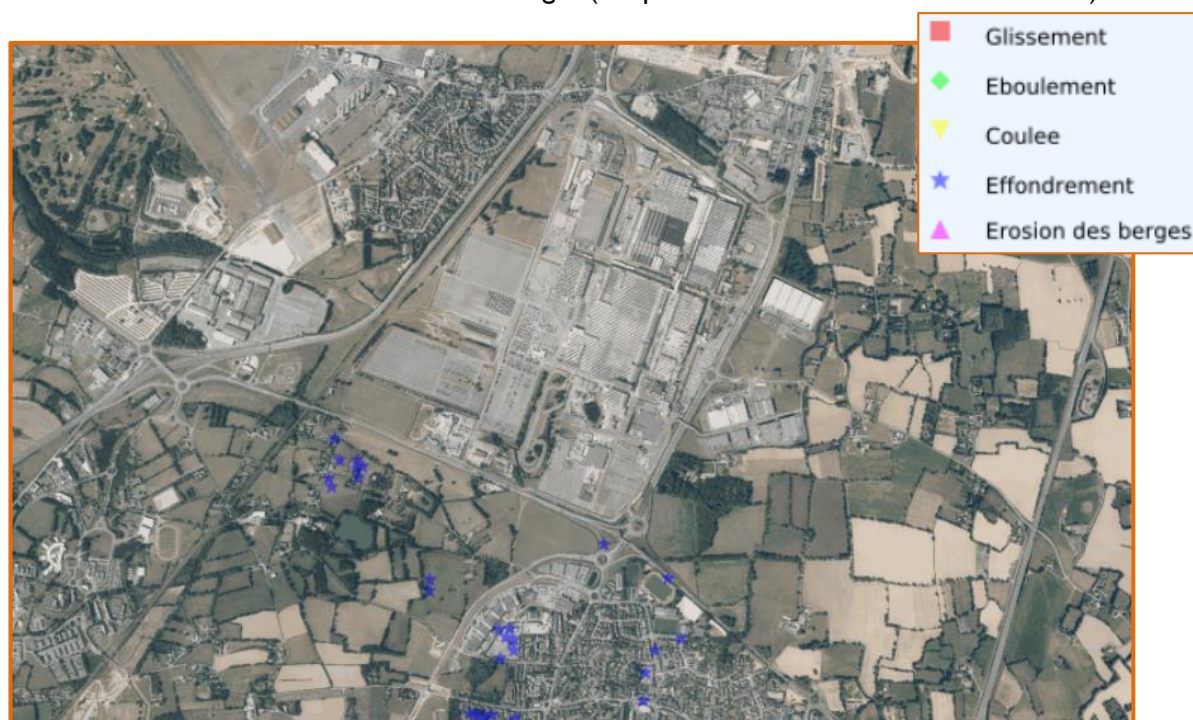 Glissement
Eboulement
Coulee
Effondrement
Erosion des berges